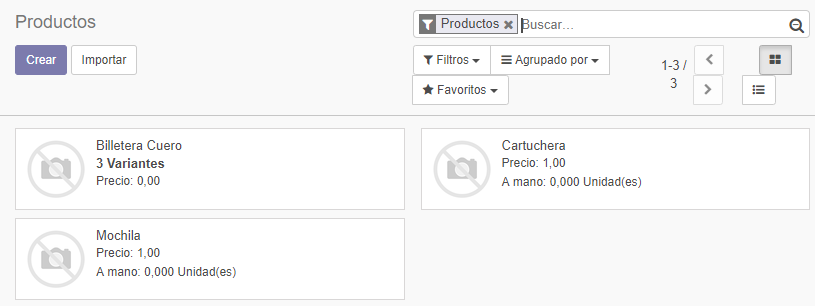 Productos
Productos Buscar...
Crear Importar
Filtros Agrupado por
Favoritos
1-3 /
3
Billetera Cuero
3 Variantes
Precio: 0,00
Cartuchera
Precio: 1,00
A mano: 0,000 Unidad(es)
Mochila
Precio: 1,00
A mano: 0,000 Unidad(es)